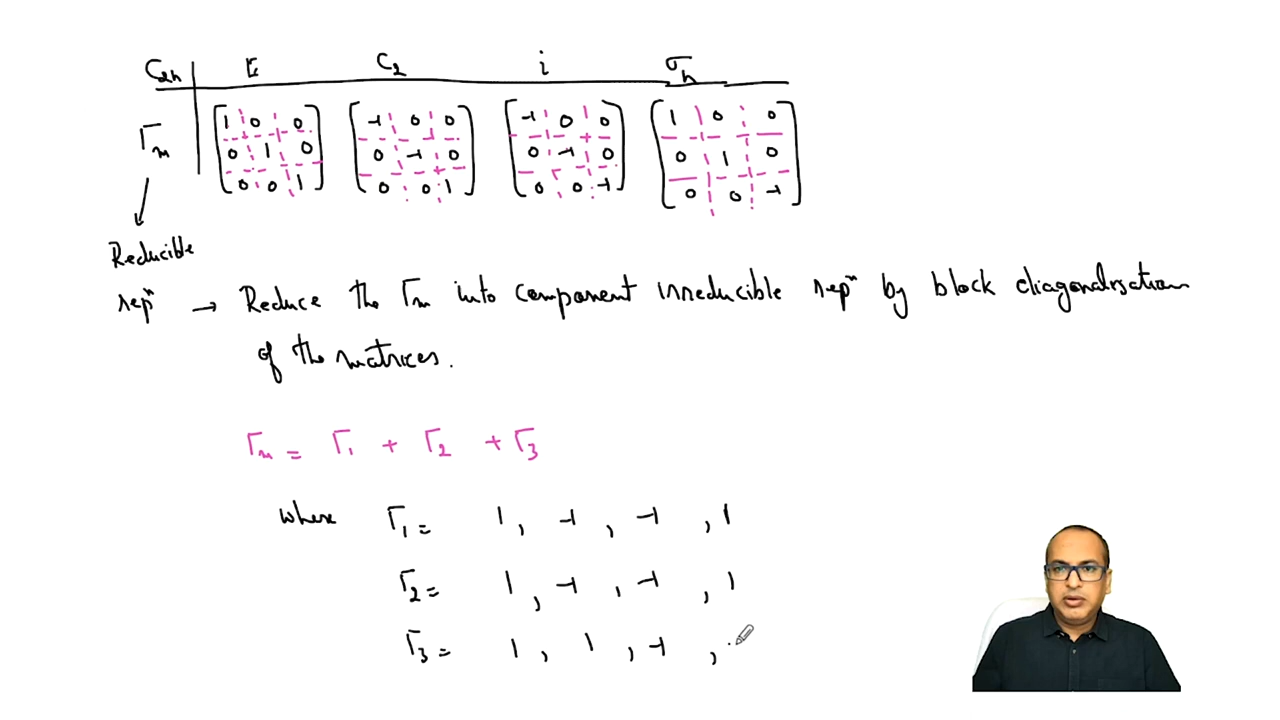 C2h E C2 i σh
Γm [1 0 0 [-1 0 0 [-1 0 0 [1 0 0
0 1 0 0 -1 0 0 -1 0 0 1 0
0 0 1] 0 0 1] 0 0 -1] 0 0 -1]
Reducible
repⁿ → Reduce the Γm into component irreducible repⁿ by block diagonalisation
of the matrices.
Γm = Γ1 + Γ2 + Γ3
where Γ1 = 1, -1, -1, 1
Γ2 = 1, -1, -1, 1
Γ3 = 1, 1, -1,